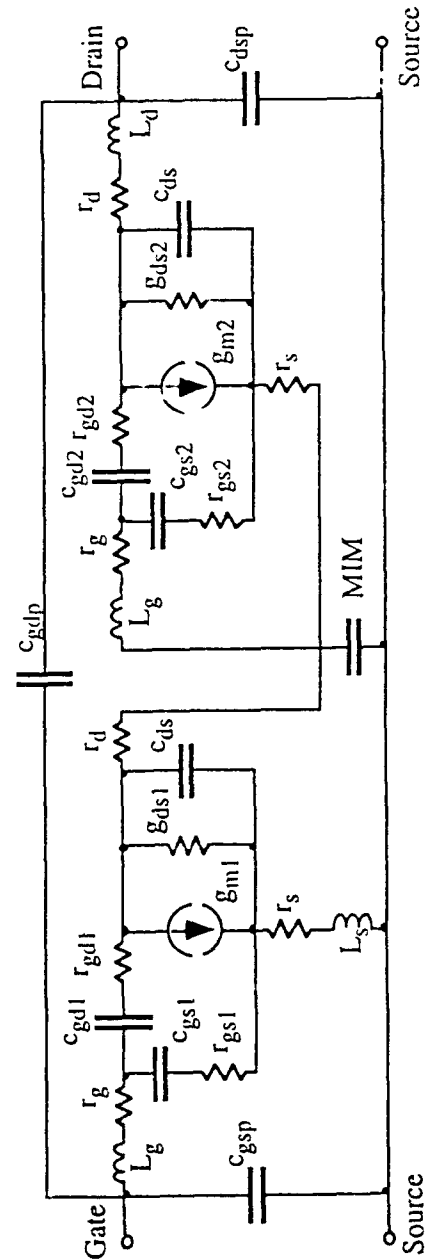 c_gdp
Gate
L_g
r_g
c_gd1
r_gd1
c_gs1
r_gs1
g_m1
g_ds1
c_ds
r_d
r_s
L_s
c_gsp
Source
L_g
r_g
c_gd2
r_gd2
c_gs2
r_gs2
g_m2
g_ds2
c_ds
r_d
L_d
Drain
r_s
MIM
c_dsp
Source